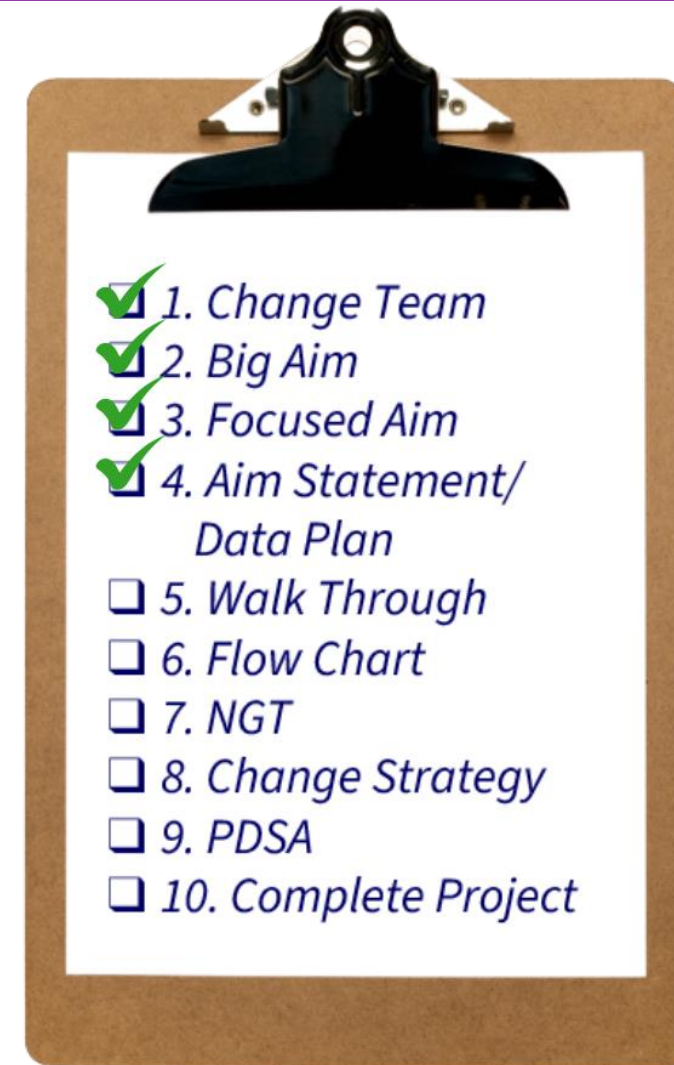 1. Change Team
2. Big Aim
3. Focused Aim
4. Aim Statement/
Data Plan
5. Walk Through
6. Flow Chart
7. NGT
8. Change Strategy
9. PDSA
10. Complete Project